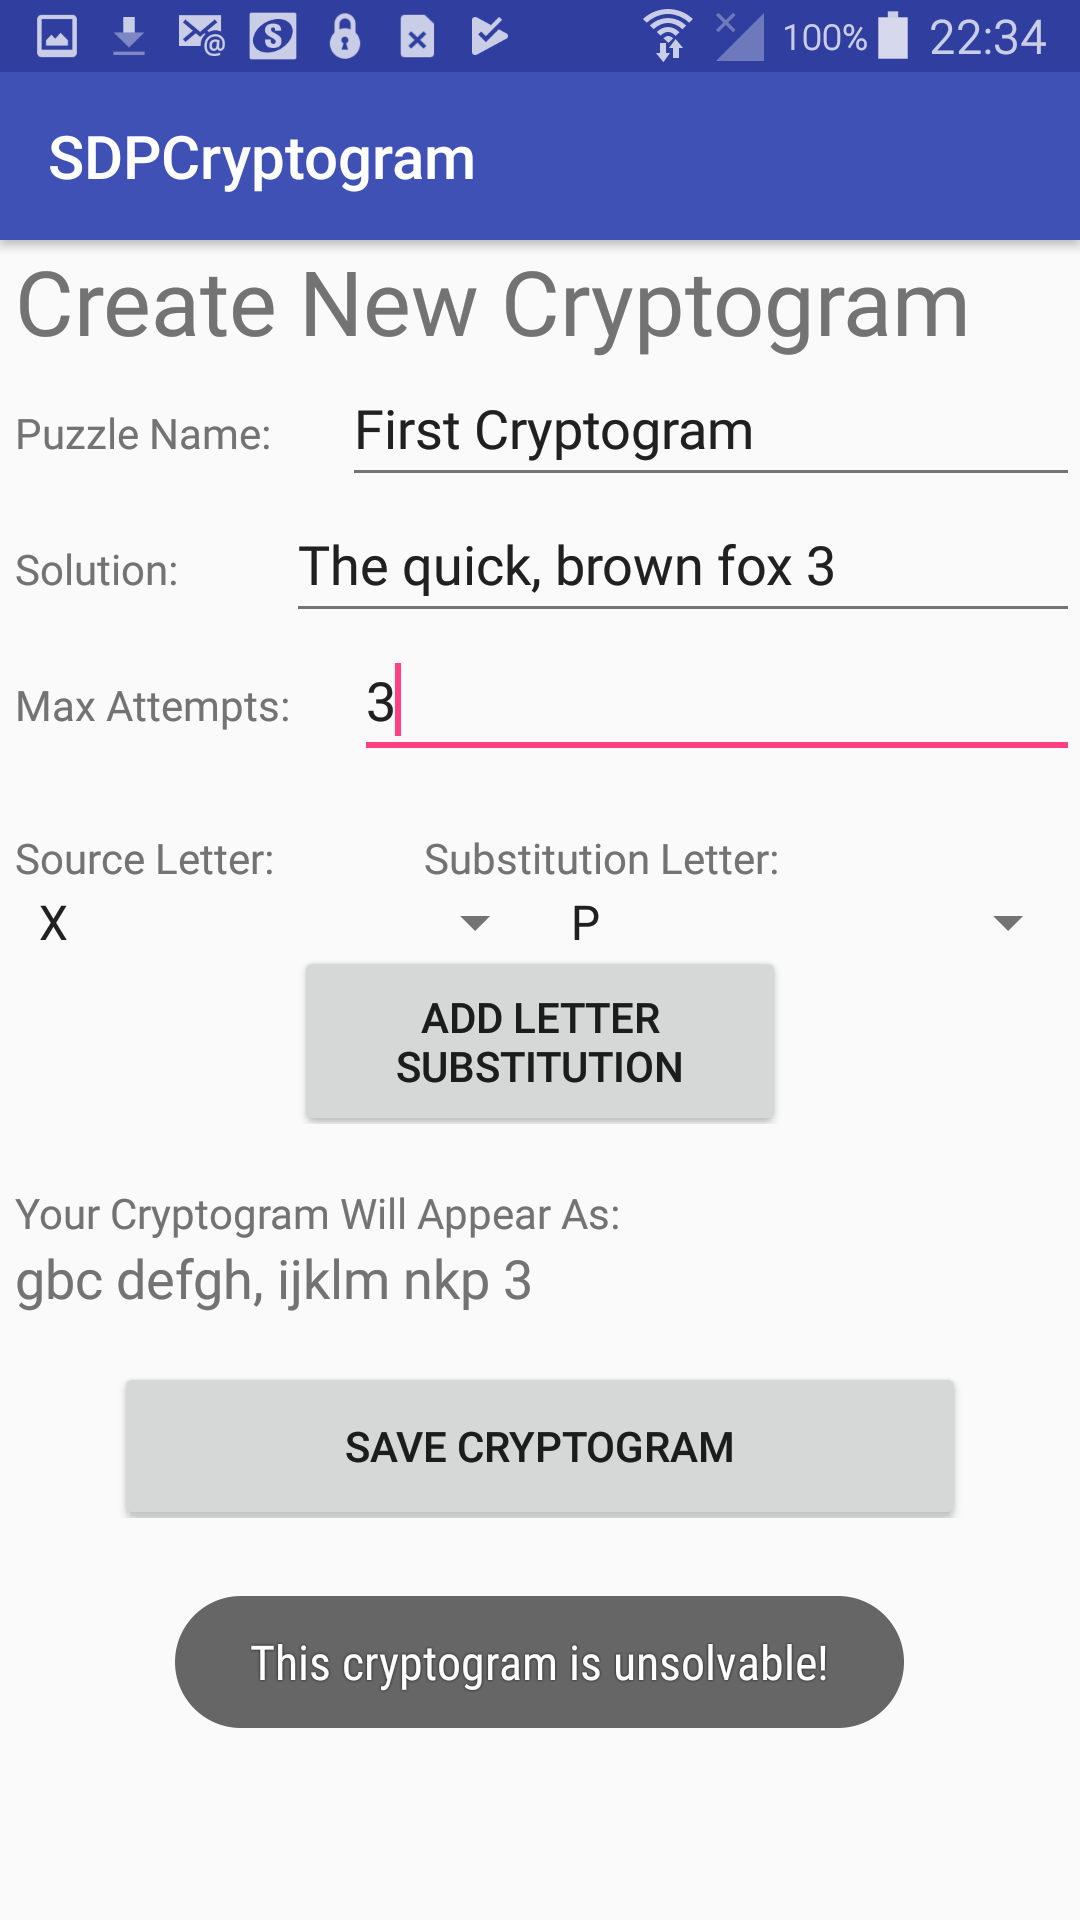 100% 22:34
SDPCryptogram
Create New Cryptogram
Puzzle Name: First Cryptogram
Solution: The quick, brown fox 3
Max Attempts: 3
Source Letter: Substitution Letter:
X P
ADD LETTER
SUBSTITUTION
Your Cryptogram Will Appear As:
gbc defgh, ijklm nkp 3
SAVE CRYPTOGRAM
This cryptogram is unsolvable!